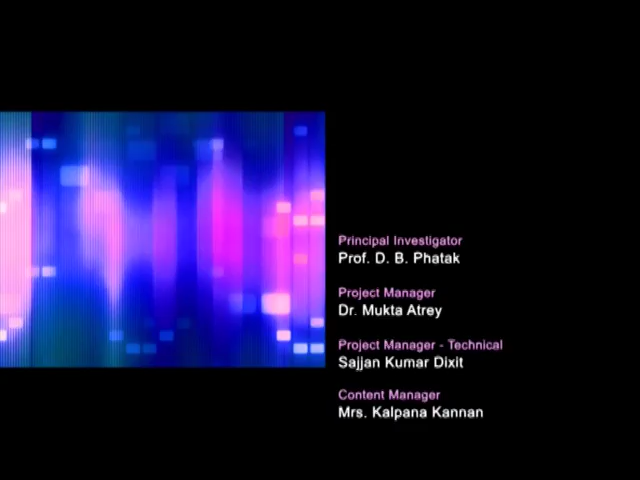 Principal Investigator
Prof. D. B. Phatak
Project Manager
Dr. Mukta Atrey
Project Manager - Technical
Sajjan Kumar Dixit
Content Manager
Mrs. Kalpana Kannan